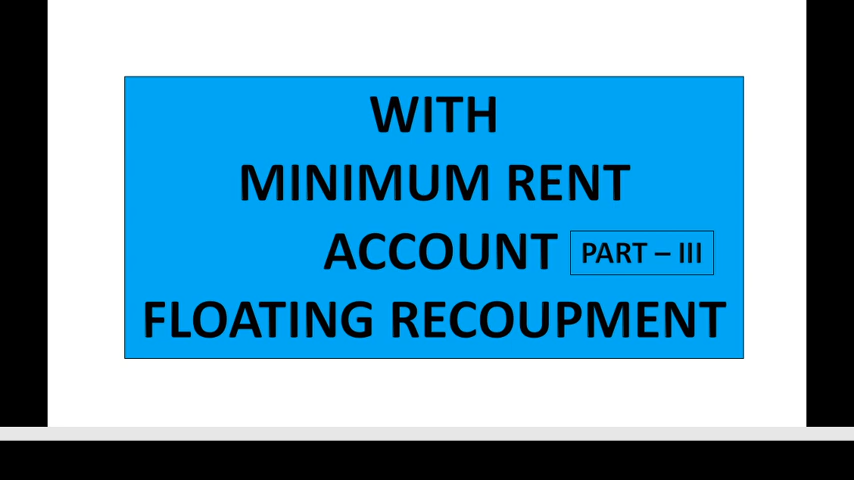 WITH
MINIMUM RENT
ACCOUNT PART – III
FLOATING RECOUPMENT